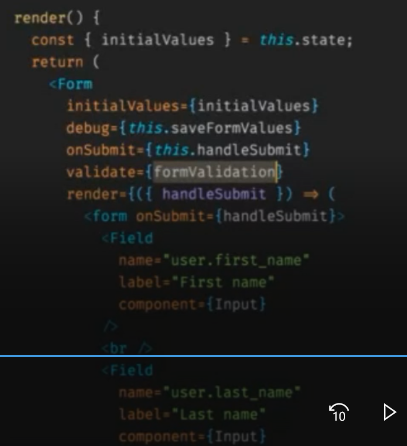 render() {
const { initialValues } = this.state;
return (
<Form
initialValues={initialValues}
debug={this.saveFormValues}
onSubmit={this.handleSubmit}
validate={formValidation}
render={({ handleSubmit }) => (
<form onSubmit={handleSubmit}>
<Field
name="user.first_name"
label="First name"
component={Input}
/>
<br />
<Field
name="user.last_name"
label="Last name"
component={Input}
10